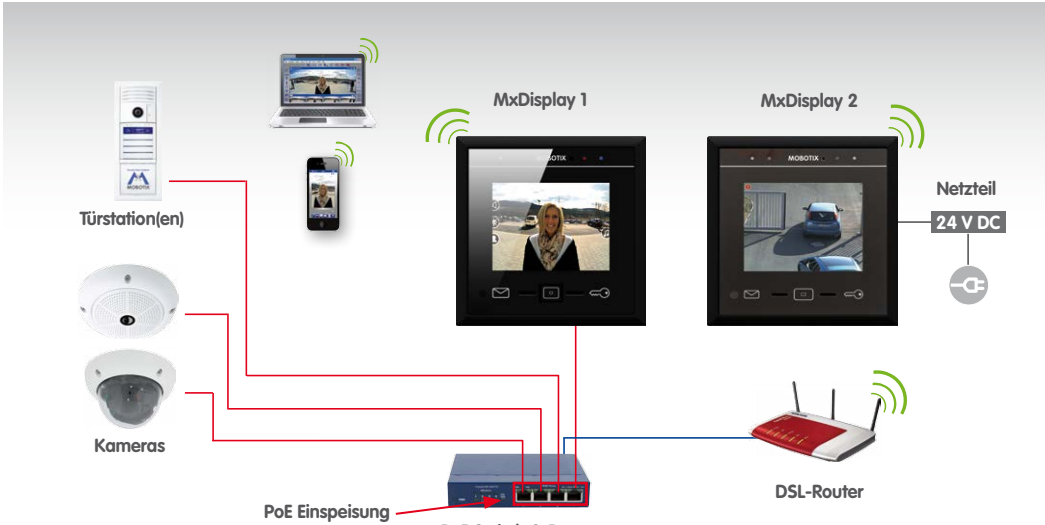 MxDisplay 1
MxDisplay 2
MOBOTIX
MOBOTIX
MOBOTIX
Türstation(en)
Netzteil
24 V DC
Kameras
DSL-Router
PoE Einspeisung